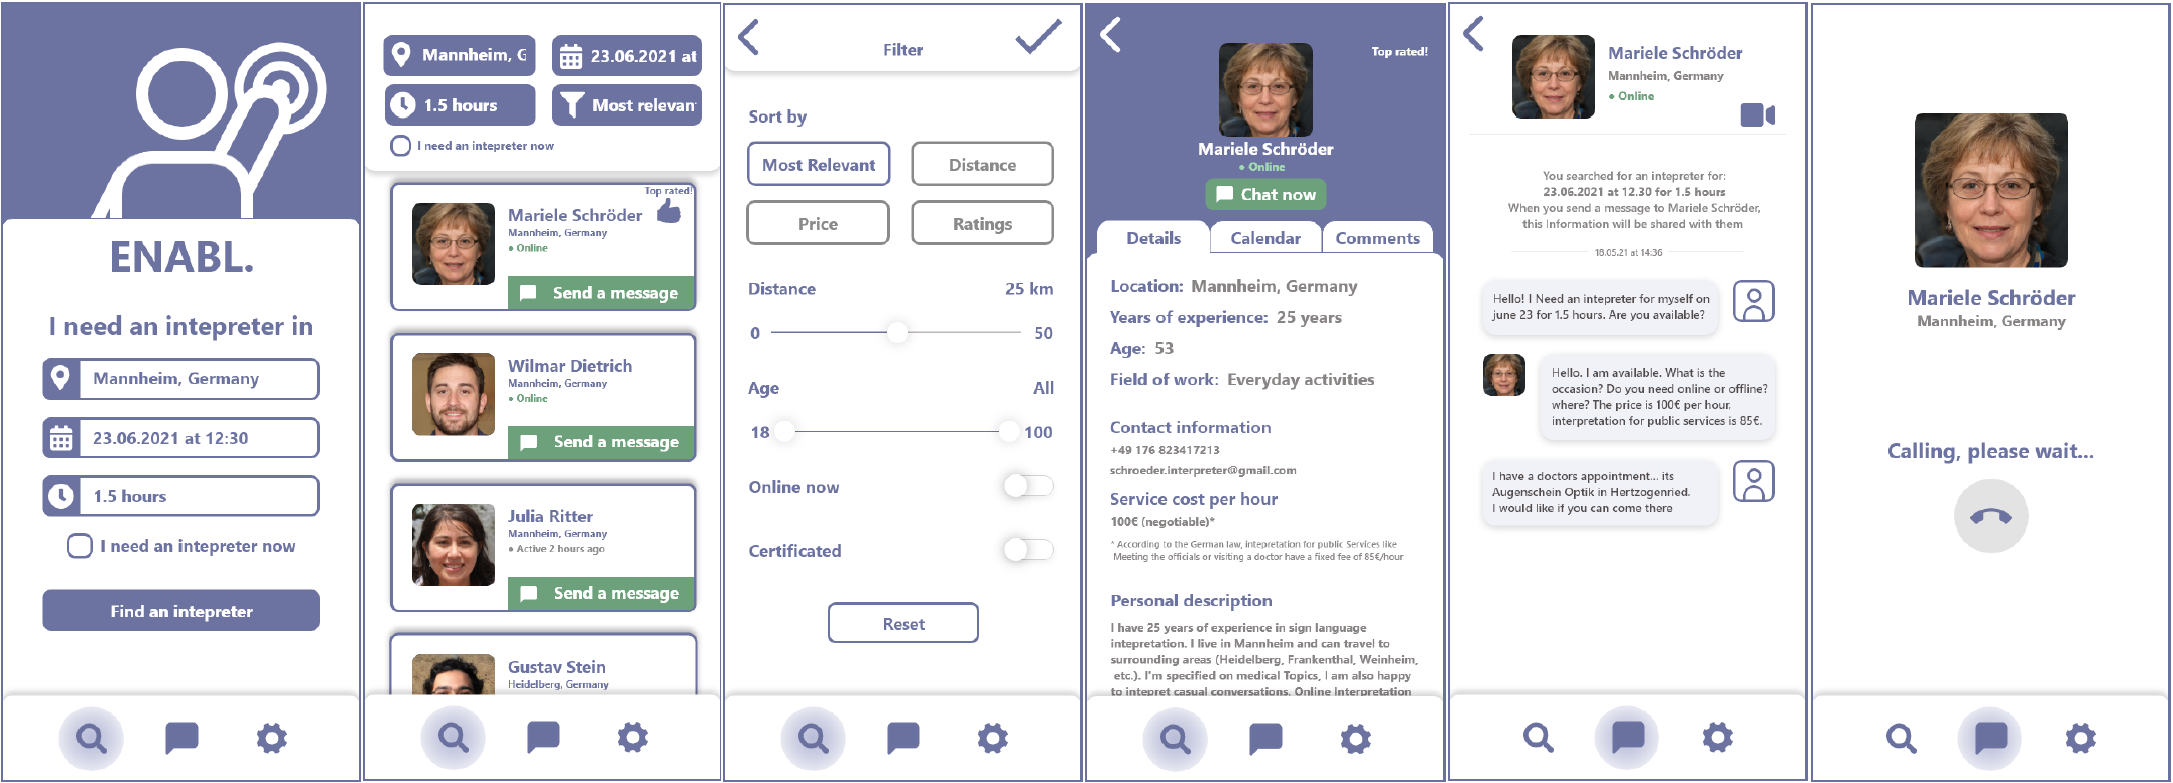 ENABL.
I need an intepreter in
Mannheim, Germany
23.06.2021 at 12:30
1.5 hours
I need an intepreter now
Find an intepreter
Mannheim, G
23.06.2021 at
1.5 hours
Most relevan
I need an intepreter now
Top rated!
Mariele Schröder
Mannheim, Germany
• Online
Send a message
Wilmar Dietrich
Mannheim, Germany
• Online
Send a message
Julia Ritter
Mannheim, Germany
• Active 2 hours ago
Send a message
Gustav Stein
Heidelberg, Germany
Filter
Sort by
Most Relevant
Distance
Price
Ratings
Distance
25 km
0
50
Age
All
18
100
Online now
Certificated
Reset
Top rated!
Mariele Schröder
• Online
Chat now
Details
Calendar
Comments
Location: Mannheim, Germany
Years of experience: 25 years
Age: 53
Field of work: Everyday activities
Contact information
+49 176 823417213
schroeder.interpreter@gmail.com
Service cost per hour
100€ (negotiable)*
* According to the German law, intepretation for public Services like
Meeting the officials or visiting a doctor have a fixed fee of 85€/hour
Personal description
I have 25 years of experience in sign language
intepretation. I live in Mannheim and can travel to
surrounding areas (Heidelberg, Frankenthal, Weinheim,
etc.). I'm specified on medical Topics, I am also happy
to intepret casual conversations. Online Interpretation
Mariele Schröder
Mannheim, Germany
• Online
You searched for an intepreter for:
23.06.2021 at 12.30 for 1.5 hours
When you send a message to Mariele Schröder,
this Information will be shared with them
18.05.21 at 14:36
Hello! I Need an intepreter for myself on
june 23 for 1.5 hours. Are you available?
Hello. I am available. What is the
occasion? Do you need online or offline?
where? The price is 100€ per hour,
interpretation for public services is 85€.
I have a doctors appointment... its
Augenschein Optik in Hertzogenried.
I would like if you can come there
Mariele Schröder
Mannheim, Germany
Calling, please wait...